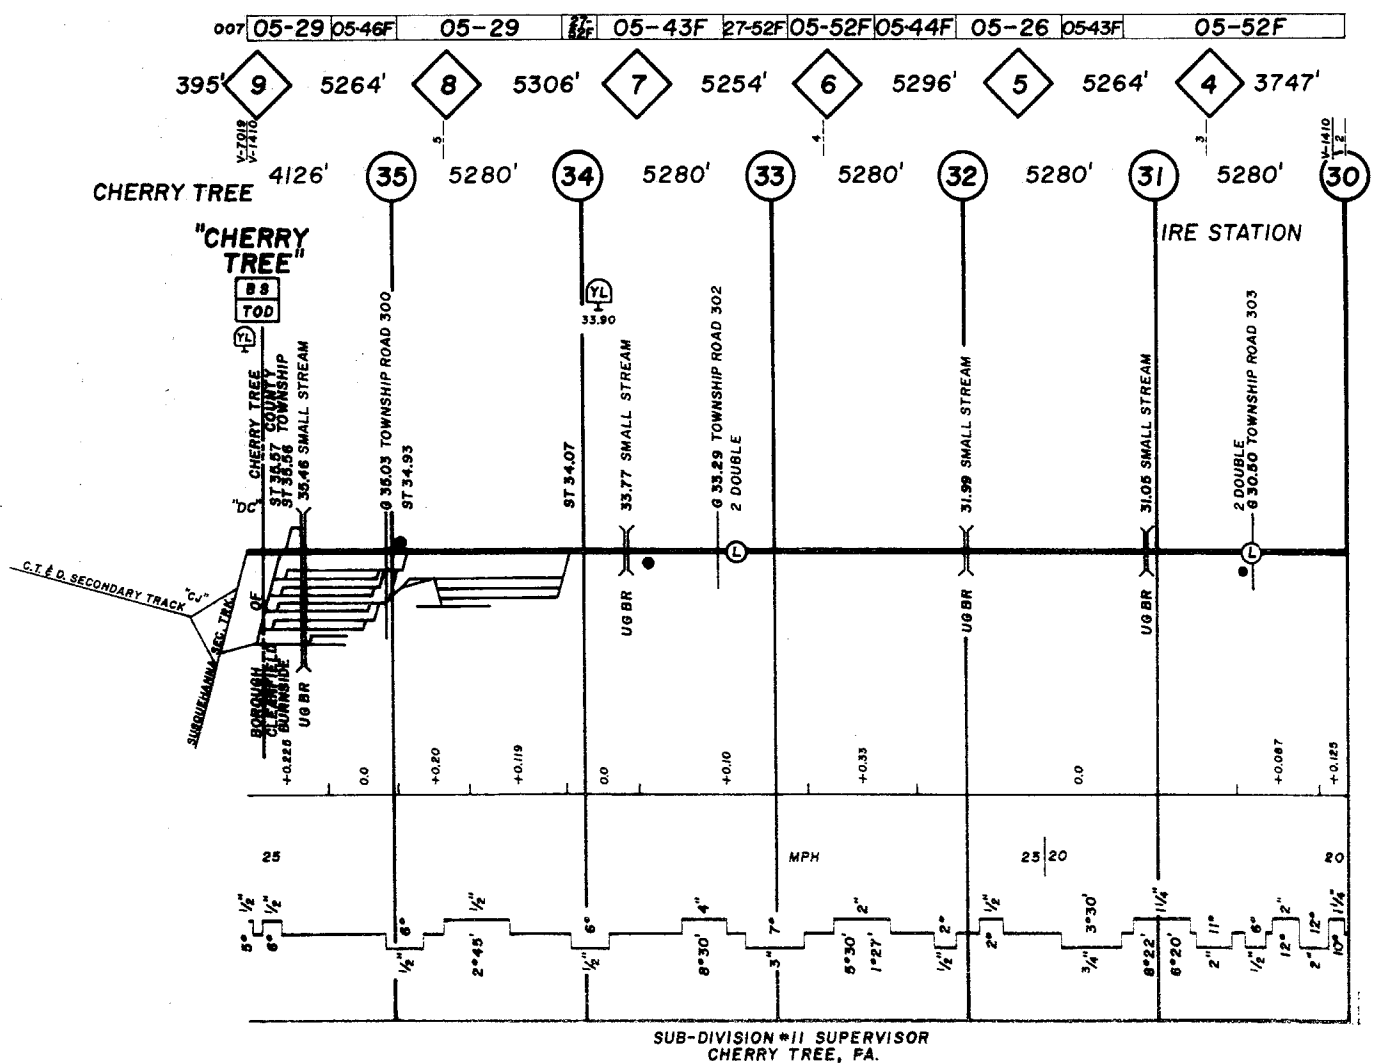 007 05-29 05-46F 05-29 27-52F 05-43F 27-52F 05-52F 05-44F 05-26 05-43F 05-52F
395' 9 5264' 8 5306' 7 5254' 6 5296' 5 5264' 4 3747'
V-7019
V-1410
5
4
3
V-1410
2
4126' 35 5280' 34 5280' 33 5280' 32 5280' 31 5280' 30
CHERRY TREE
"CHERRY
TREE"
IRE STATION
BS
TOD
YL
YL
33.90
CHERRY TREE
ST 35.57 COUNTY
ST 35.56 TOWNSHIP
35.46 SMALL STREAM
G 35.03 TOWNSHIP ROAD 300
ST 34.93
ST 34.07
33.77 SMALL STREAM
G 33.29 TOWNSHIP ROAD 302
2 DOUBLE
31.99 SMALL STREAM
31.05 SMALL STREAM
2 DOUBLE
G 30.50 TOWNSHIP ROAD 303
"DC"
L
L
C.T. & D. SECONDARY TRACK
"CJ"
SUSQUEHANNA SEC. TRK.
BOROUGH OF
CLEARFIELD
BURNSIDE
UG BR
UG BR
UG BR
UG BR
+0.225 0.0 +0.20 +0.119 0.0 +0.10 +0.33 0.0 +0.087 +0.125
25 MPH 25 20 20
1/2" 1/2" 6° 1/2" 6° 4" 7° 2" 2° 1/2" 3°30' 1 1/4" 11° 6° 2" 12° 1 1/4"
5° 6° 1/2" 2°45' 1/2" 8°30' 3" 5°30' 1°27' 1/2" 2° 3/4" 8°22' 6°20' 2" 1/2" 12° 2" 10°
SUB-DIVISION #11 SUPERVISOR
CHERRY TREE, PA.